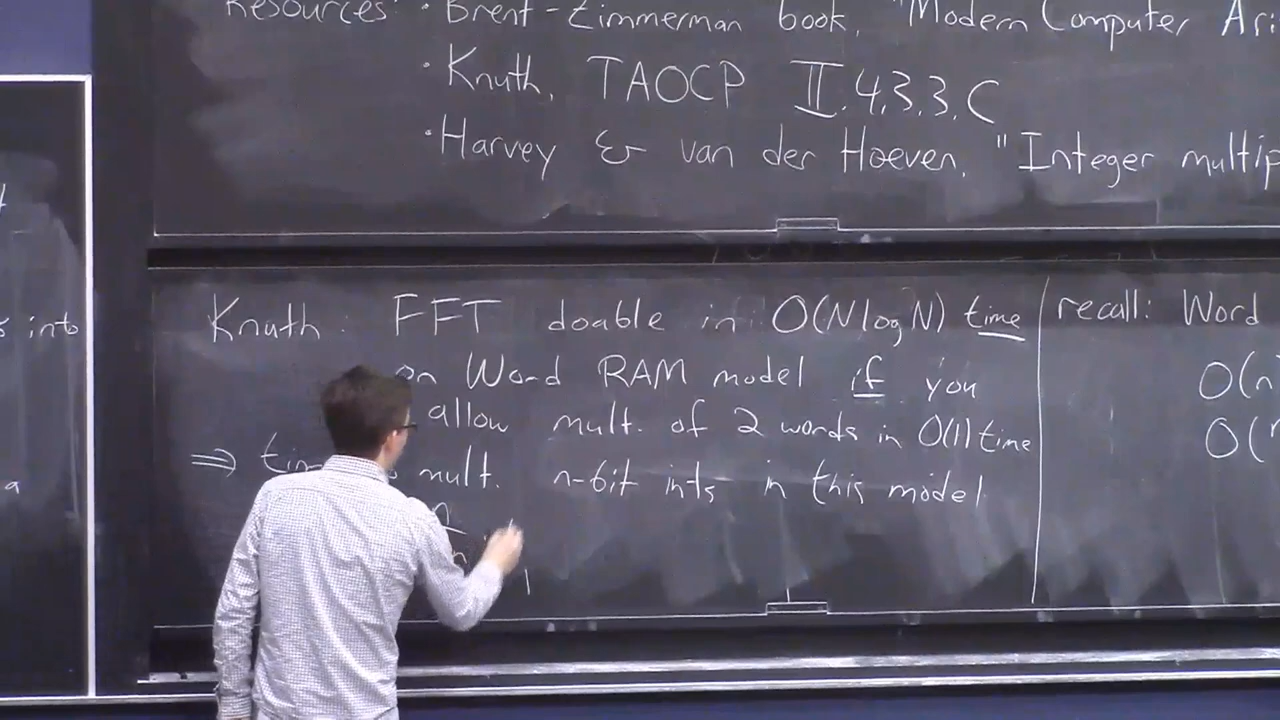 Resources: · Brent-Zimmerman book, "Modern Computer Ari
· Knuth, TAOCP II.4.3.3.C
· Harvey & van der Hoeven, "Integer multip
into
a
Knuth: FFT doable in O(N log N) time
on Word RAM model if you
allow mult. of 2 words in O(1) time
⇒ mult. n-bit ints in this model
n
recall: Word
O(n
O(